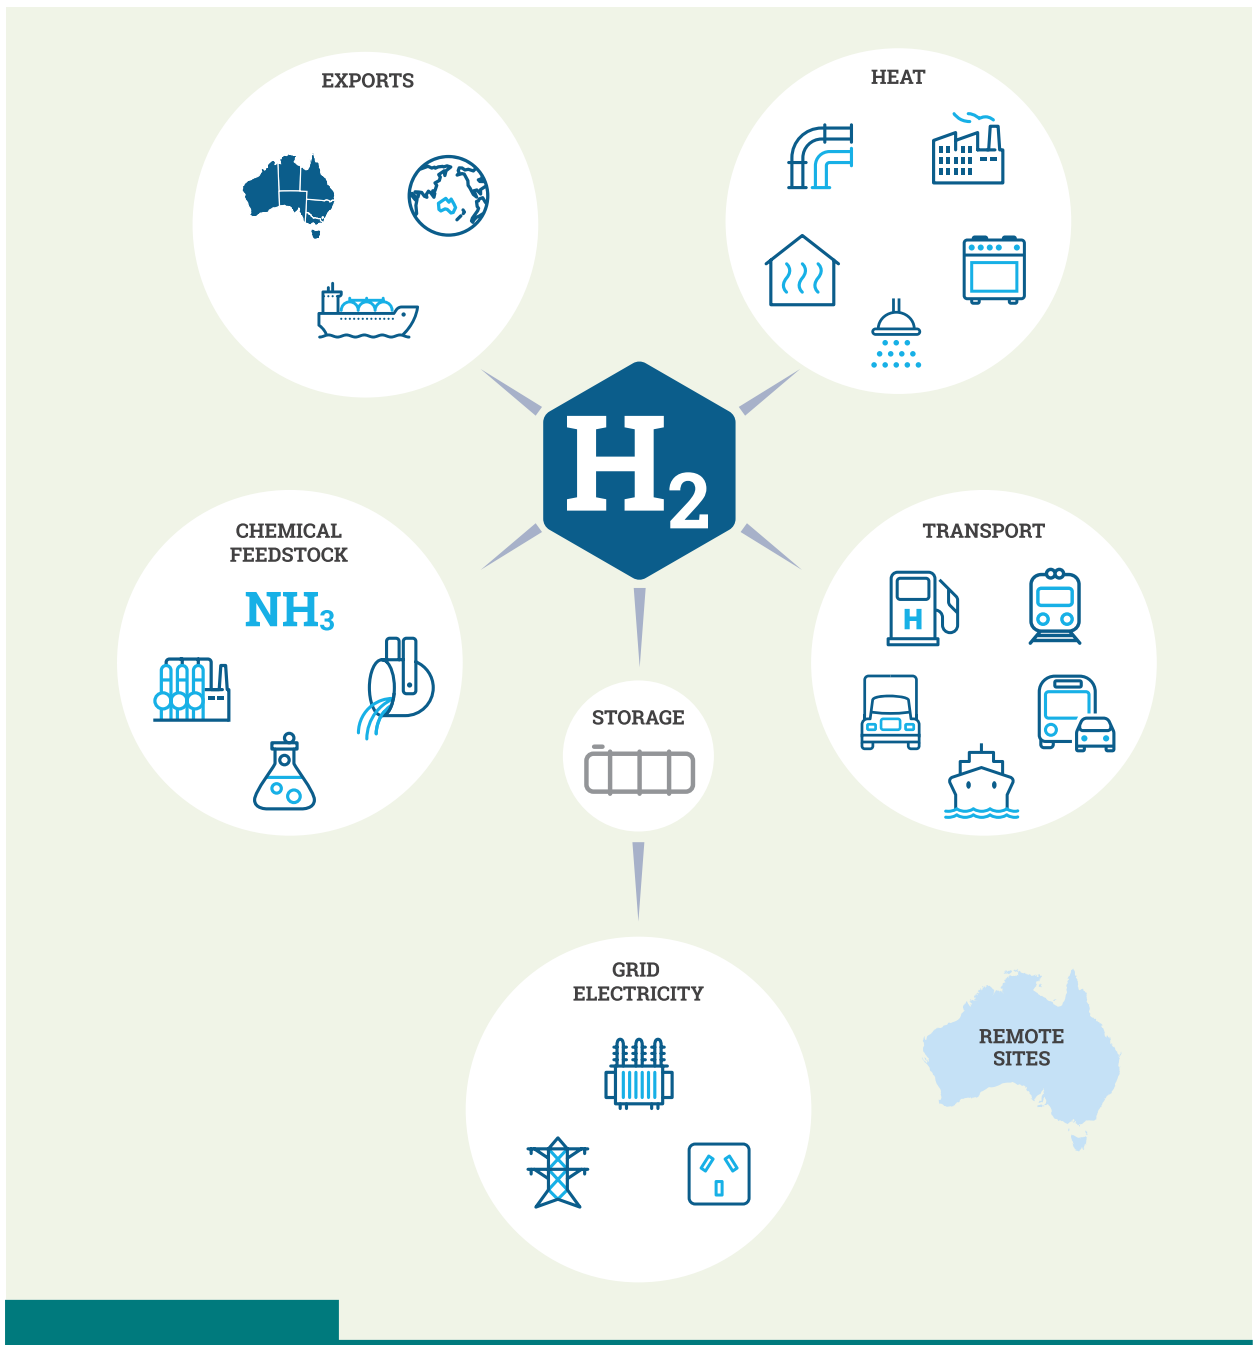 EXPORTS
HEAT
H2
CHEMICAL
FEEDSTOCK
NH3
TRANSPORT
H
STORAGE
GRID
ELECTRICITY
REMOTE
SITES